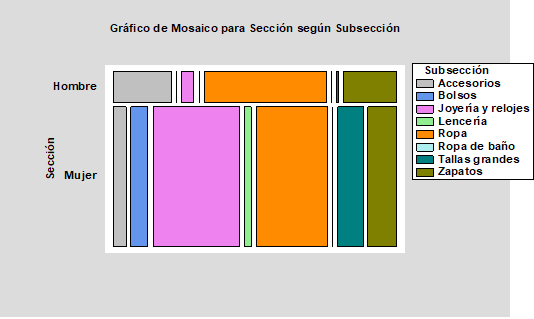 Gráfico de Mosaico para Sección según Subsección
Subsección
Accesorios
Bolsos
Joyería y relojes
Lencería
Ropa
Ropa de baño
Tallas grandes
Zapatos
Hombre
Mujer
Sección